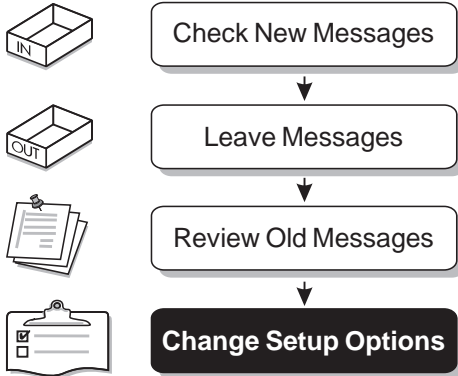 IN
Check New Messages
OUT
Leave Messages
Review Old Messages
Change Setup Options